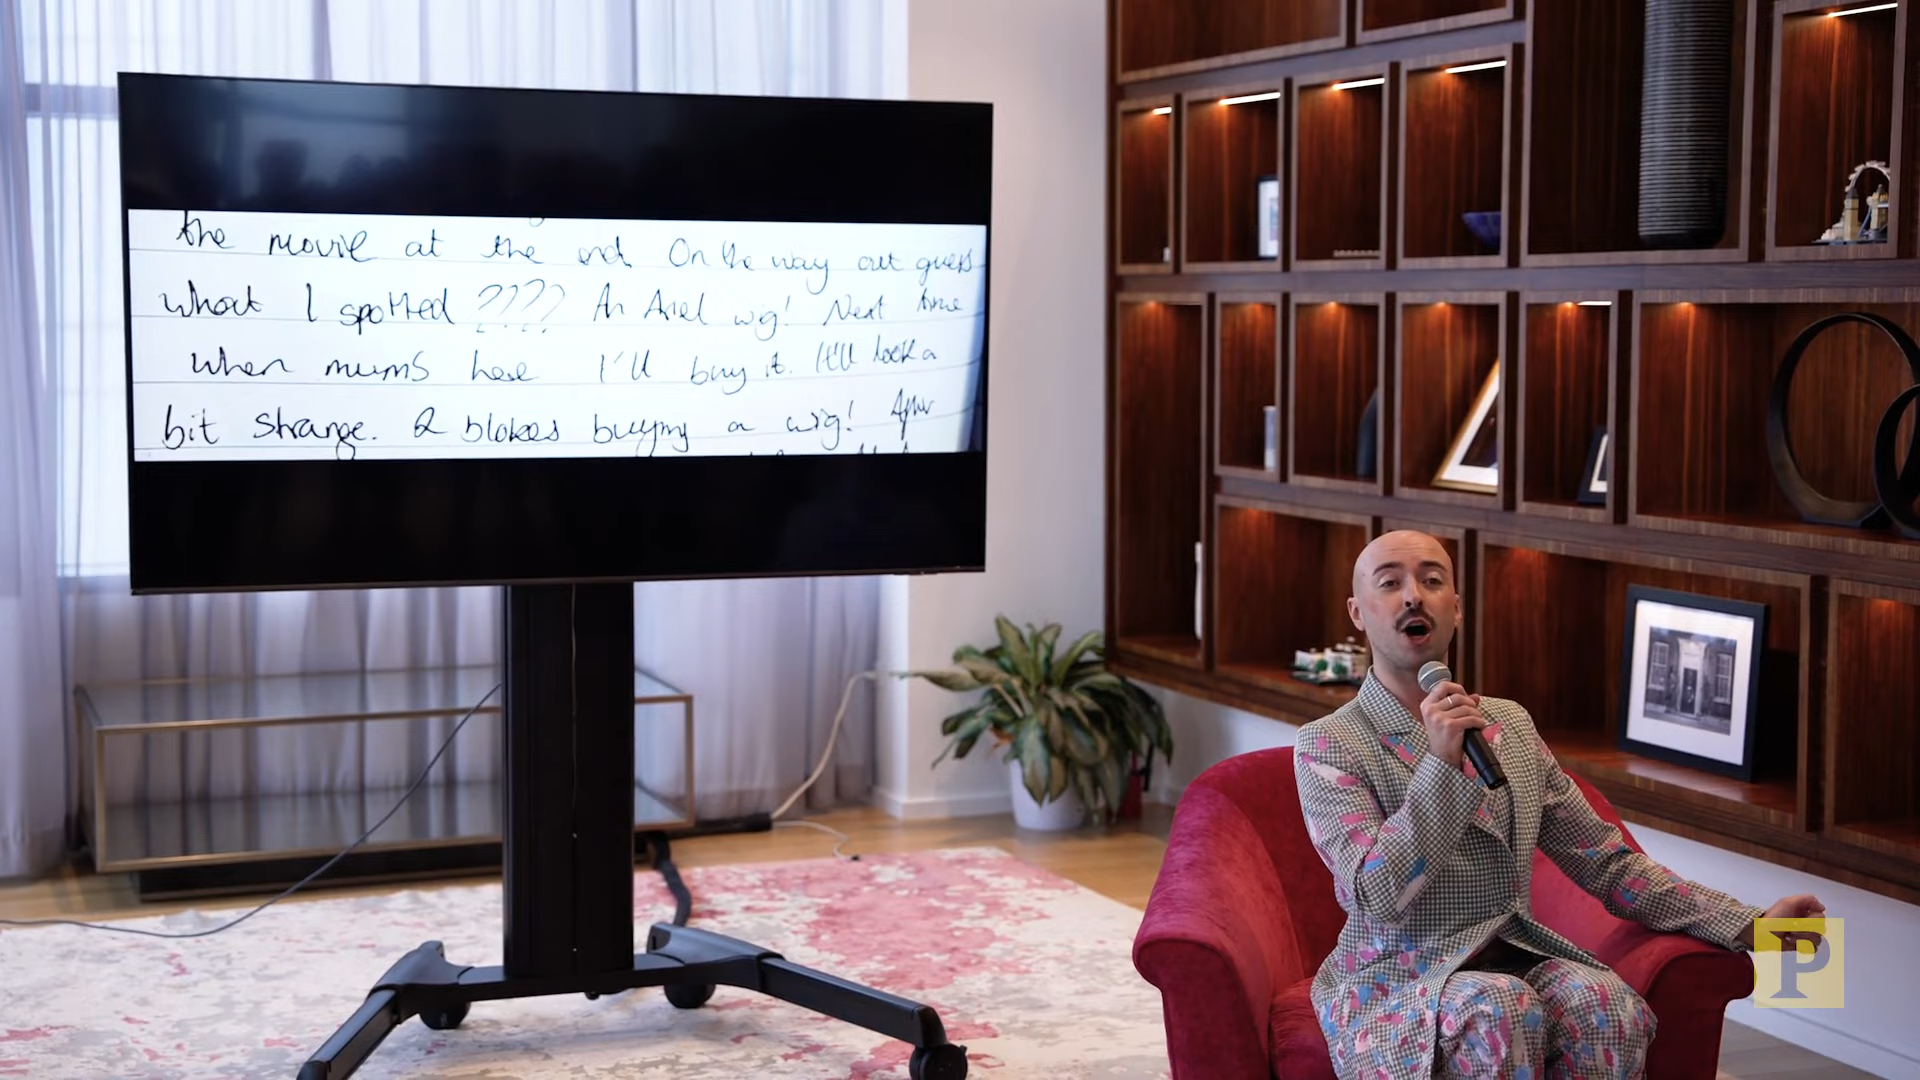 the movie at the end On the way out guess
what I spotted ???? An Ariel wig! Next time
when mums here I'll buy it. It'll look a
bit strange. 2 blokes buying a wig! After
P